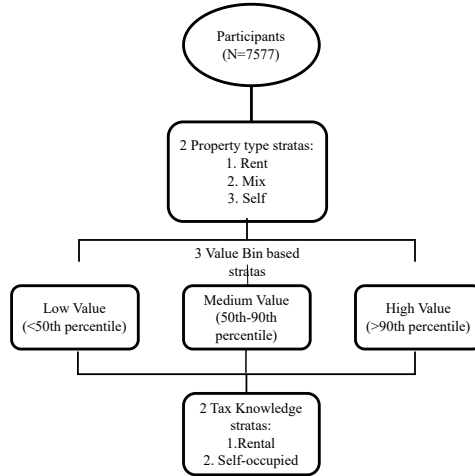 Participants
(N=7577)
2 Property type stratas:
1. Rent
2. Mix
3. Self
3 Value Bin based
stratas
Low Value
(<50th percentile)
Medium Value
(50th-90th
percentile)
High Value
(>90th percentile)
2 Tax Knowledge
stratas:
1.Rental
2. Self-occupied